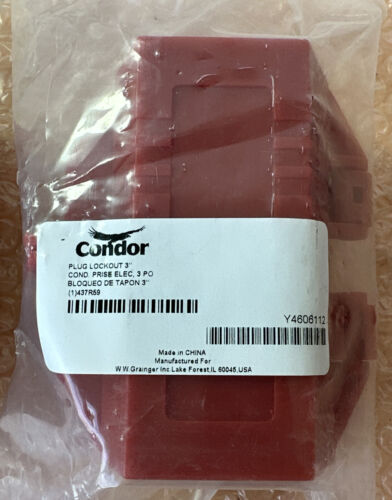 Condor
PLUG LOCKOUT 3"
COND. PRISE ELEC, 3 PO
BLOQUEO DE TAPON 3"
(1)437R59
Y4606112
Made in CHINA
Manufactured For
W.W.Grainger Inc.Lake Forest,IL 60045,USA